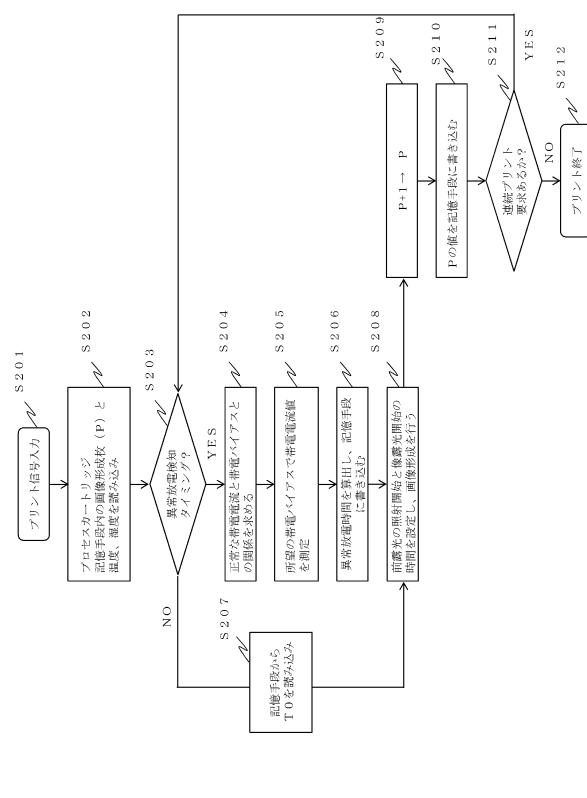 S201
プリント信号入力
S202
プロセスカートリッジ
記憶手段内の画像形成枚(P)と
温度、湿度を読み込み
S203
異常放電検知
タイミング?
YES
NO
S204
正常な帯電電流と帯電バイアスと
の関係を求める
S205
所望の帯電バイアスで帯電電流値
を測定
S206
異常放電時間を算出し、記憶手段
に書き込む
S207
記憶手段から
T0を読み込み
S208
前露光の照射開始と像露光開始の
時間を設定し、画像形成を行う
S209
P+1→ P
S210
Pの値を記憶手段に書き込む
S211
連続プリント
要求あるか?
YES
NO
S212
プリント終了